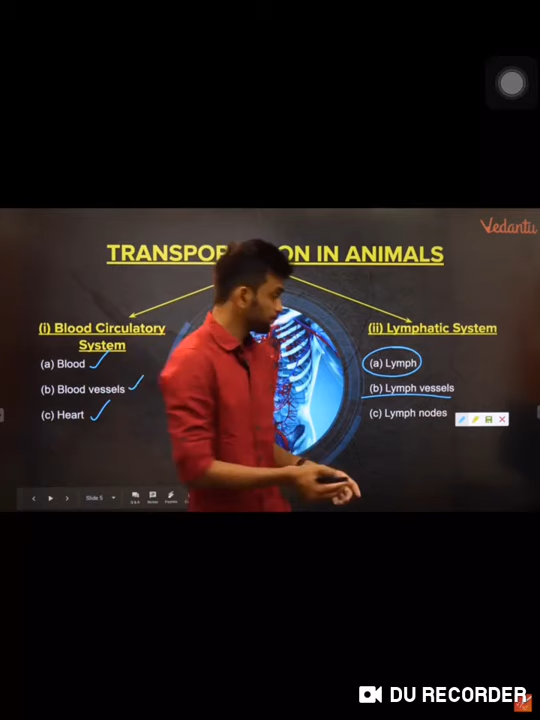 Vedantu
TRANSPO ON IN ANIMALS
(i) Blood Circulatory
System
(a) Blood
(b) Blood vessels
(c) Heart
(ii) Lymphatic System
(a) Lymph
(b) Lymph vessels
(c) Lymph nodes
Slide 5
DU RECORDER